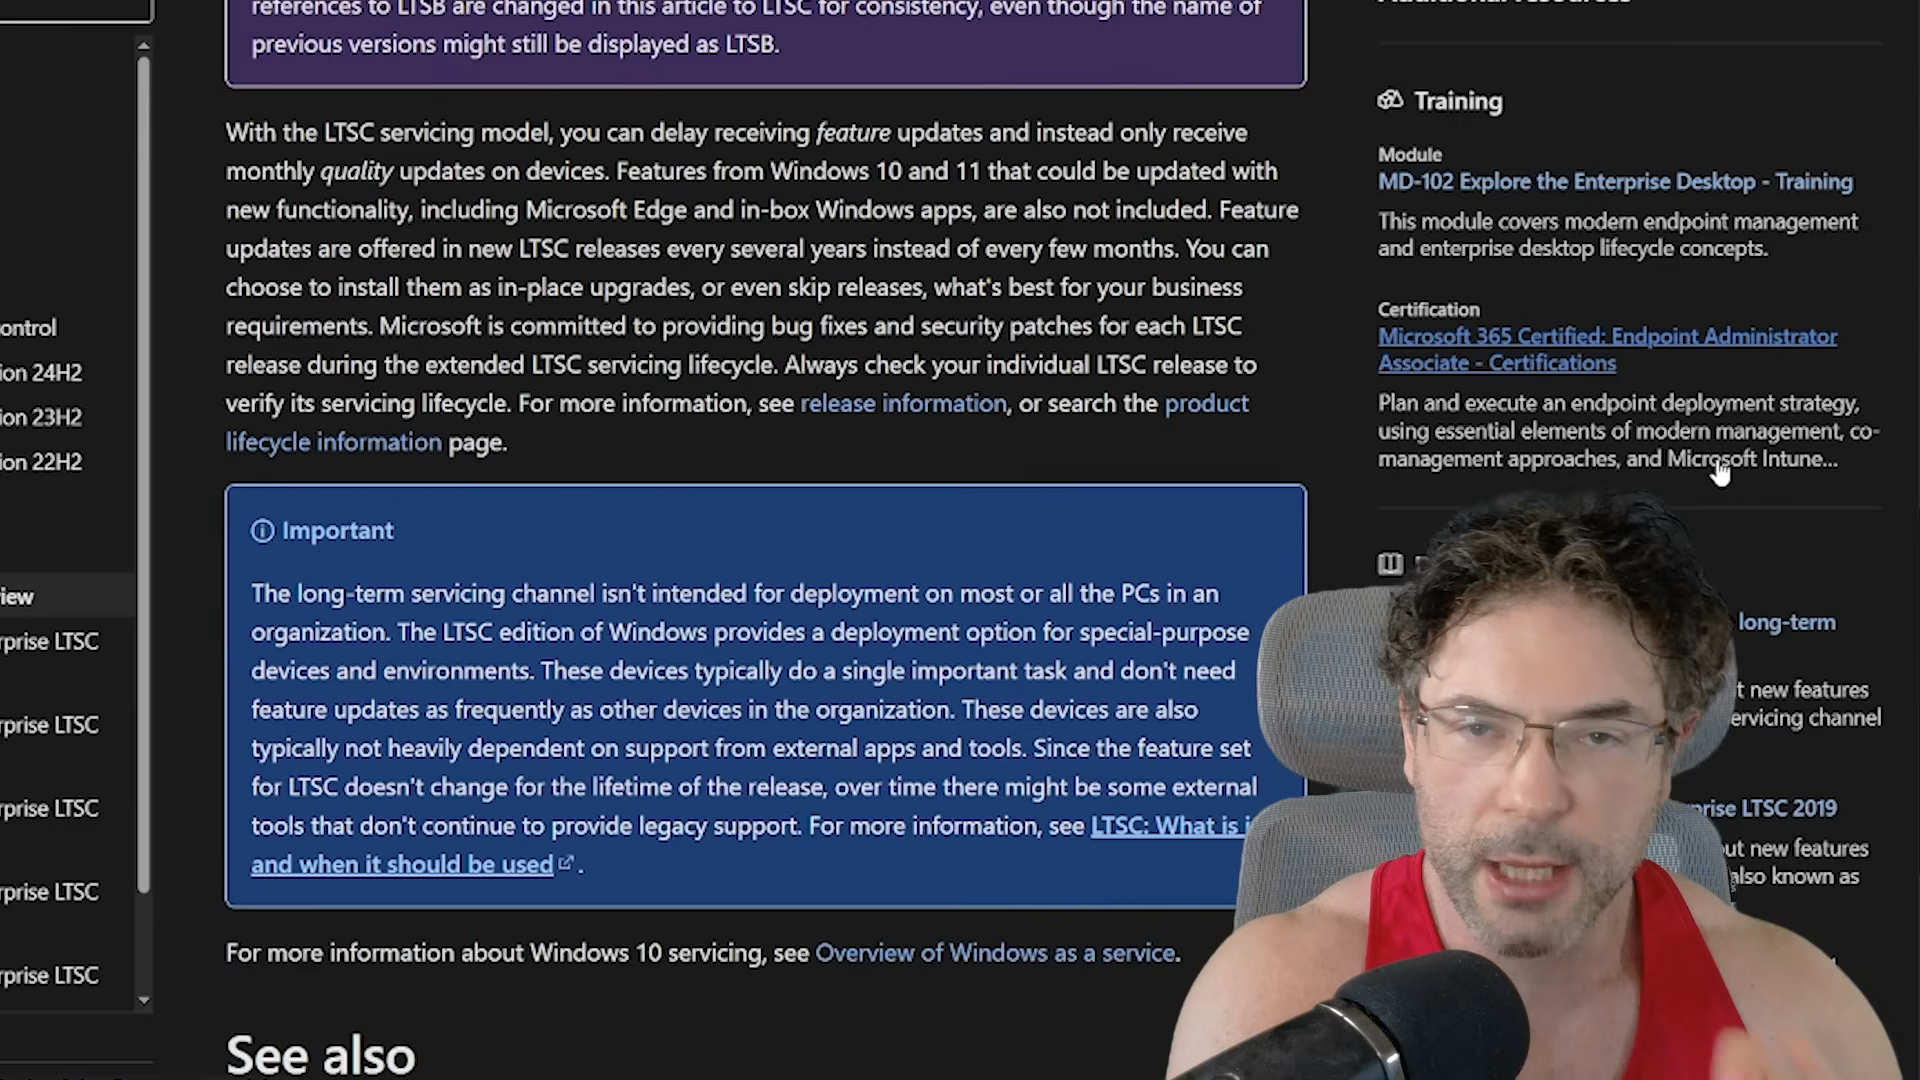 references to LTSB are changed in this article to LTSC for consistency, even though the name of
previous versions might still be displayed as LTSB.
With the LTSC servicing model, you can delay receiving feature updates and instead only receive
monthly quality updates on devices. Features from Windows 10 and 11 that could be updated with
new functionality, including Microsoft Edge and in-box Windows apps, are also not included. Feature
updates are offered in new LTSC releases every several years instead of every few months. You can
choose to install them as in-place upgrades, or even skip releases, what's best for your business
requirements. Microsoft is committed to providing bug fixes and security patches for each LTSC
release during the extended LTSC servicing lifecycle. Always check your individual LTSC release to
verify its servicing lifecycle. For more information, see release information, or search the product
lifecycle information page.
Important
The long-term servicing channel isn't intended for deployment on most or all the PCs in an
organization. The LTSC edition of Windows provides a deployment option for special-purpose
devices and environments. These devices typically do a single important task and don't need
feature updates as frequently as other devices in the organization. These devices are also
typically not heavily dependent on support from external apps and tools. Since the feature set
for LTSC doesn't change for the lifetime of the release, over time there might be some external
tools that don't continue to provide legacy support. For more information, see LTSC: What is i
and when it should be used.
For more information about Windows 10 servicing, see Overview of Windows as a service.
See also
ontrol
ion 24H2
ion 23H2
ion 22H2
iew
rprise LTSC
rprise LTSC
rprise LTSC
rprise LTSC
rprise LTSC
Additional resources
Training
Module
MD-102 Explore the Enterprise Desktop - Training
This module covers modern endpoint management
and enterprise desktop lifecycle concepts.
Certification
Microsoft 365 Certified: Endpoint Administrator
Associate - Certifications
Plan and execute an endpoint deployment strategy,
using essential elements of modern management, co-
management approaches, and Microsoft Intune...
long-term
t new features
ervicing channel
prise LTSC 2019
ut new features
also known as